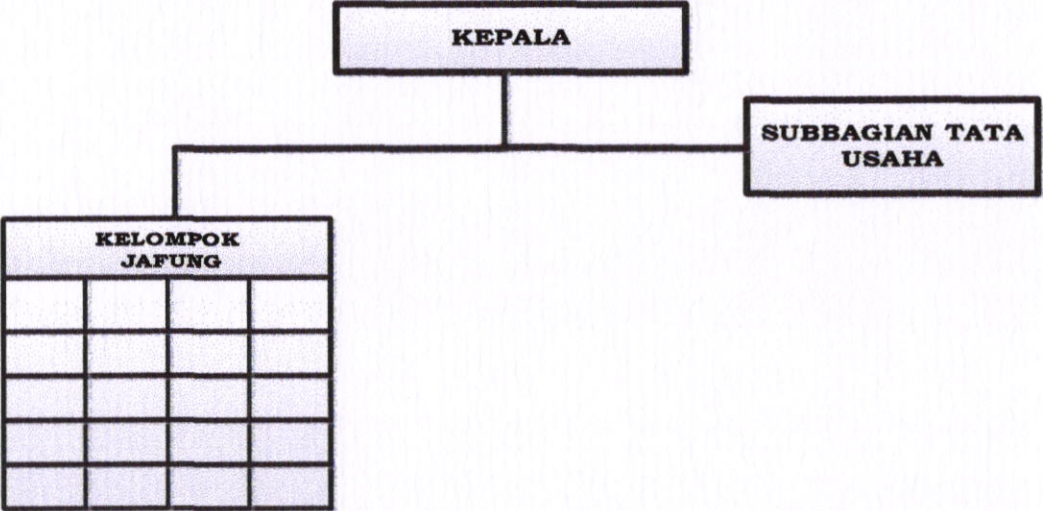 KEPALA
SUBBAGIAN TATA
USAHA
KELOMPOK
JAFUNG